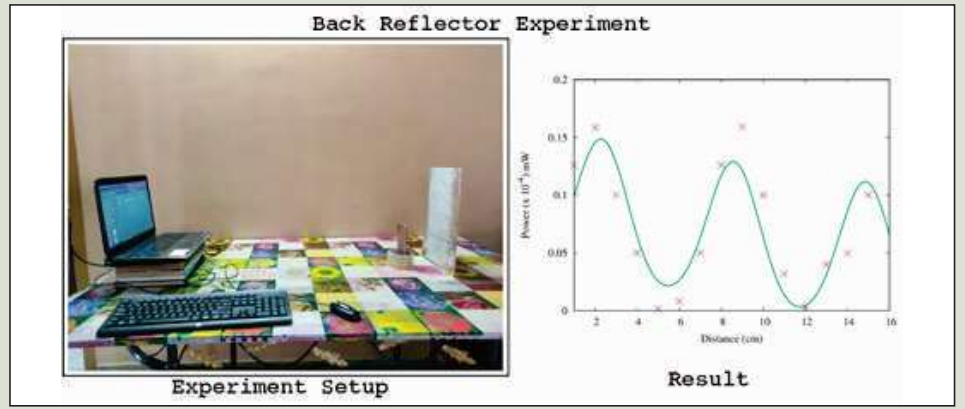 Back Reflector Experiment
0.2
0.15
0.1
0.05
0
Power (x 10⁻⁴) mW
2 4 6 8 10 12 14 16
Distance (cm)
Experiment Setup
Result